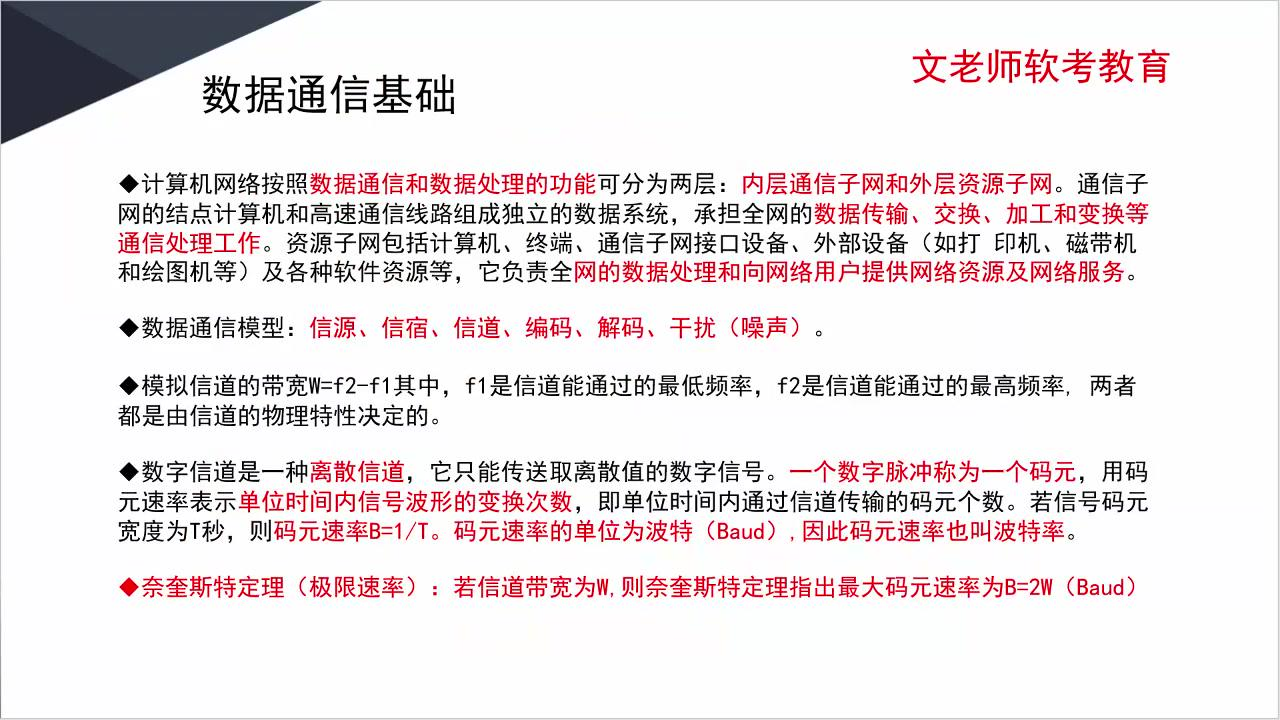 文老师软考教育
数据通信基础
◆计算机网络按照数据通信和数据处理的功能可分为两层：内层通信子网和外层资源子网。通信子
网的结点计算机和高速通信线路组成独立的数据系统，承担全网的数据传输、交换、加工和变换等
通信处理工作。资源子网包括计算机、终端、通信子网接口设备、外部设备（如打 印机、磁带机
和绘图机等）及各种软件资源等，它负责全网的数据处理和向网络用户提供网络资源及网络服务。
◆数据通信模型：信源、信宿、信道、编码、解码、干扰（噪声）。
◆模拟信道的带宽W=f2-f1其中，f1是信道能通过的最低频率，f2是信道能通过的最高频率, 两者
都是由信道的物理特性决定的。
◆数字信道是一种离散信道，它只能传送取离散值的数字信号。一个数字脉冲称为一个码元，用码
元速率表示单位时间内信号波形的变换次数，即单位时间内通过信道传输的码元个数。若信号码元
宽度为T秒，则码元速率B=1/T。码元速率的单位为波特（Baud）,因此码元速率也叫波特率。
◆奈奎斯特定理（极限速率）：若信道带宽为W,则奈奎斯特定理指出最大码元速率为B=2W（Baud）